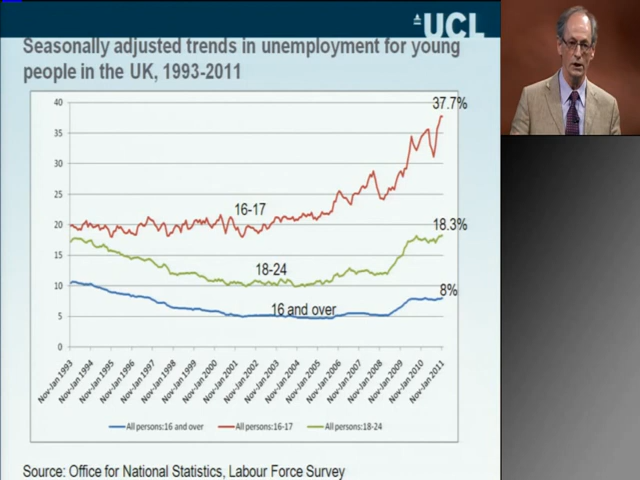 UCL
Seasonally adjusted trends in unemployment for young
people in the UK, 1993-2011
40
35
30
25
20
15
10
5
0
37.7%
16-17
18.3%
18-24
8%
16 and over
Nov-Jan 1993
Nov-Jan 1994
Nov-Jan 1995
Nov-Jan 1996
Nov-Jan 1997
Nov-Jan 1998
Nov-Jan 1999
Nov-Jan 2000
Nov-Jan 2001
Nov-Jan 2002
Nov-Jan 2003
Nov-Jan 2004
Nov-Jan 2005
Nov-Jan 2006
Nov-Jan 2007
Nov-Jan 2008
Nov-Jan 2009
Nov-Jan 2010
Nov-Jan 2011
All persons:16 and over
All persons:16-17
All persons:18-24
Source: Office for National Statistics, Labour Force Survey